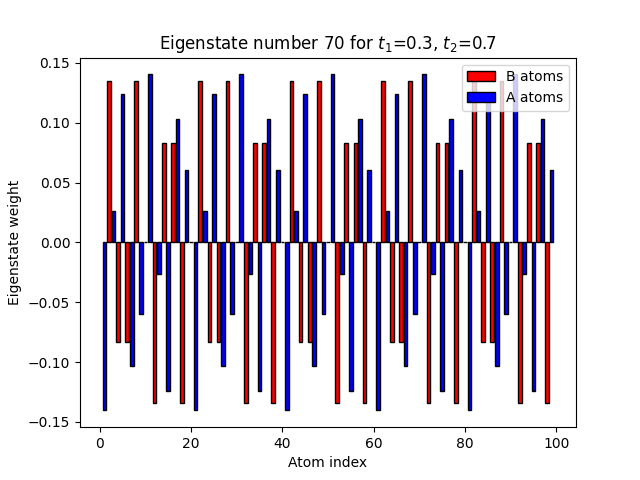 Eigenstate number 70 for $t_1$=0.3, $t_2$=0.7
0.15
0.10
0.05
0.00
−0.05
−0.10
−0.15
Eigenstate weight
B atoms
A atoms
0 20 40 60 80 100
Atom index